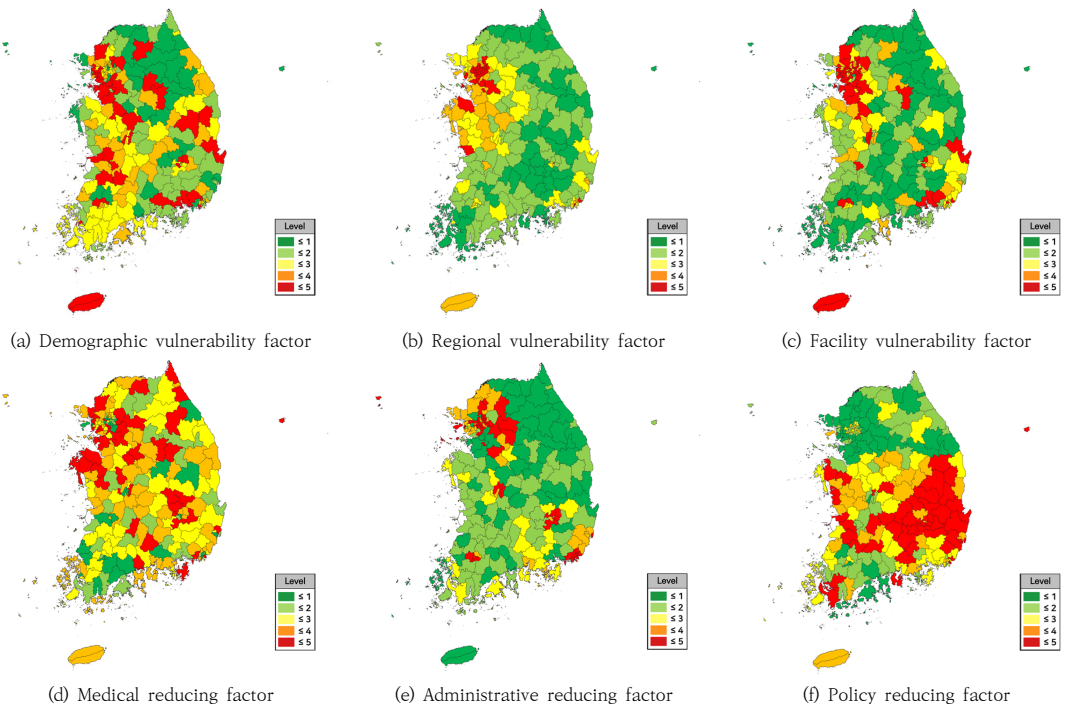 Level
≤ 1
≤ 2
≤ 3
≤ 4
≤ 5
Level
≤ 1
≤ 2
≤ 3
≤ 4
≤ 5
Level
≤ 1
≤ 2
≤ 3
≤ 4
≤ 5
(a) Demographic vulnerability factor
(b) Regional vulnerability factor
(c) Facility vulnerability factor
Level
≤ 1
≤ 2
≤ 3
≤ 4
≤ 5
Level
≤ 1
≤ 2
≤ 3
≤ 4
≤ 5
Level
≤ 1
≤ 2
≤ 3
≤ 4
≤ 5
(d) Medical reducing factor
(e) Administrative reducing factor
(f) Policy reducing factor